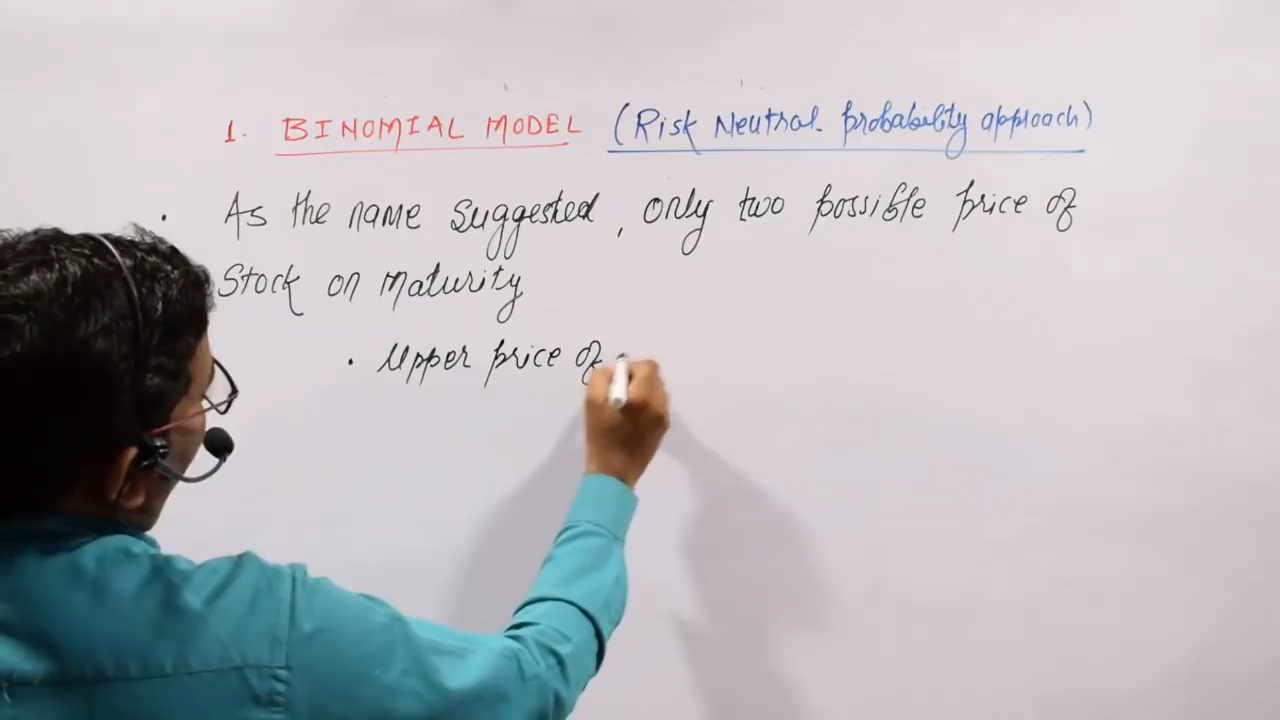 1. BINOMIAL MODEL (Risk Neutral probability approach)
· As the name suggested, only two possible price of
Stock on maturity
· Upper price of